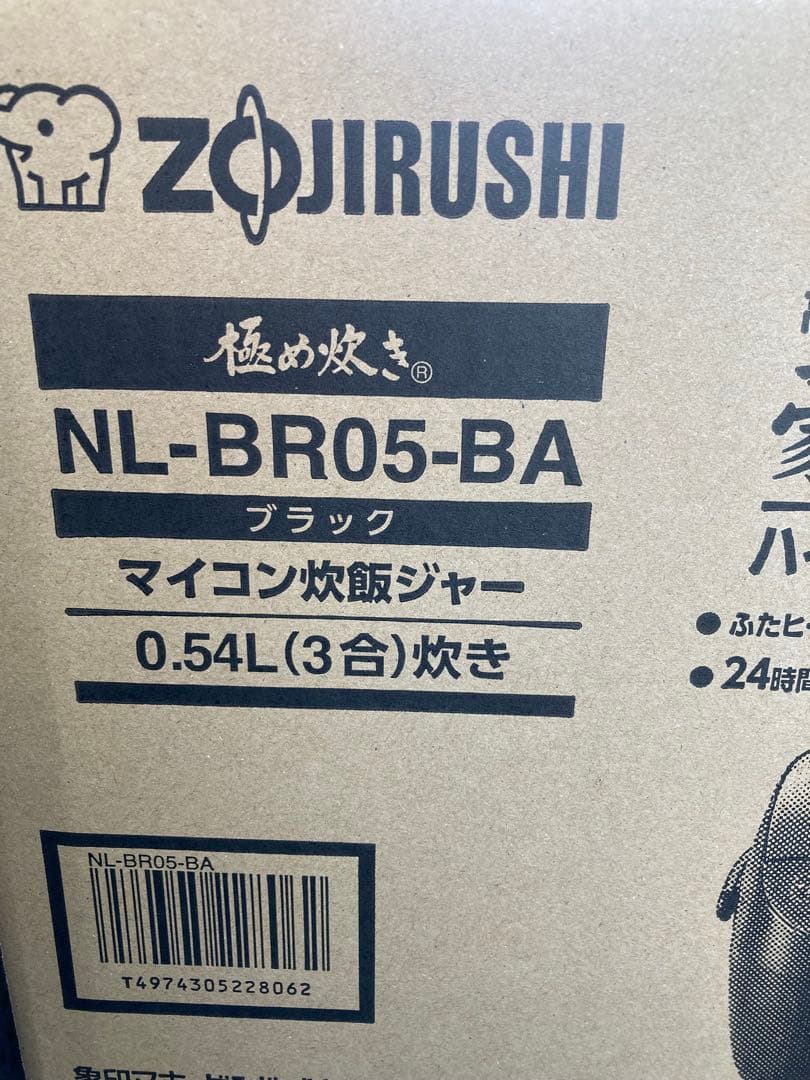 ZOJIRUSHI
極め炊き®
NL-BR05-BA
ブラック
マイコン炊飯ジャー
0.54L(3合)炊き
● ふたヒ
● 24時間
NL-BR05-BA
T4974305228062